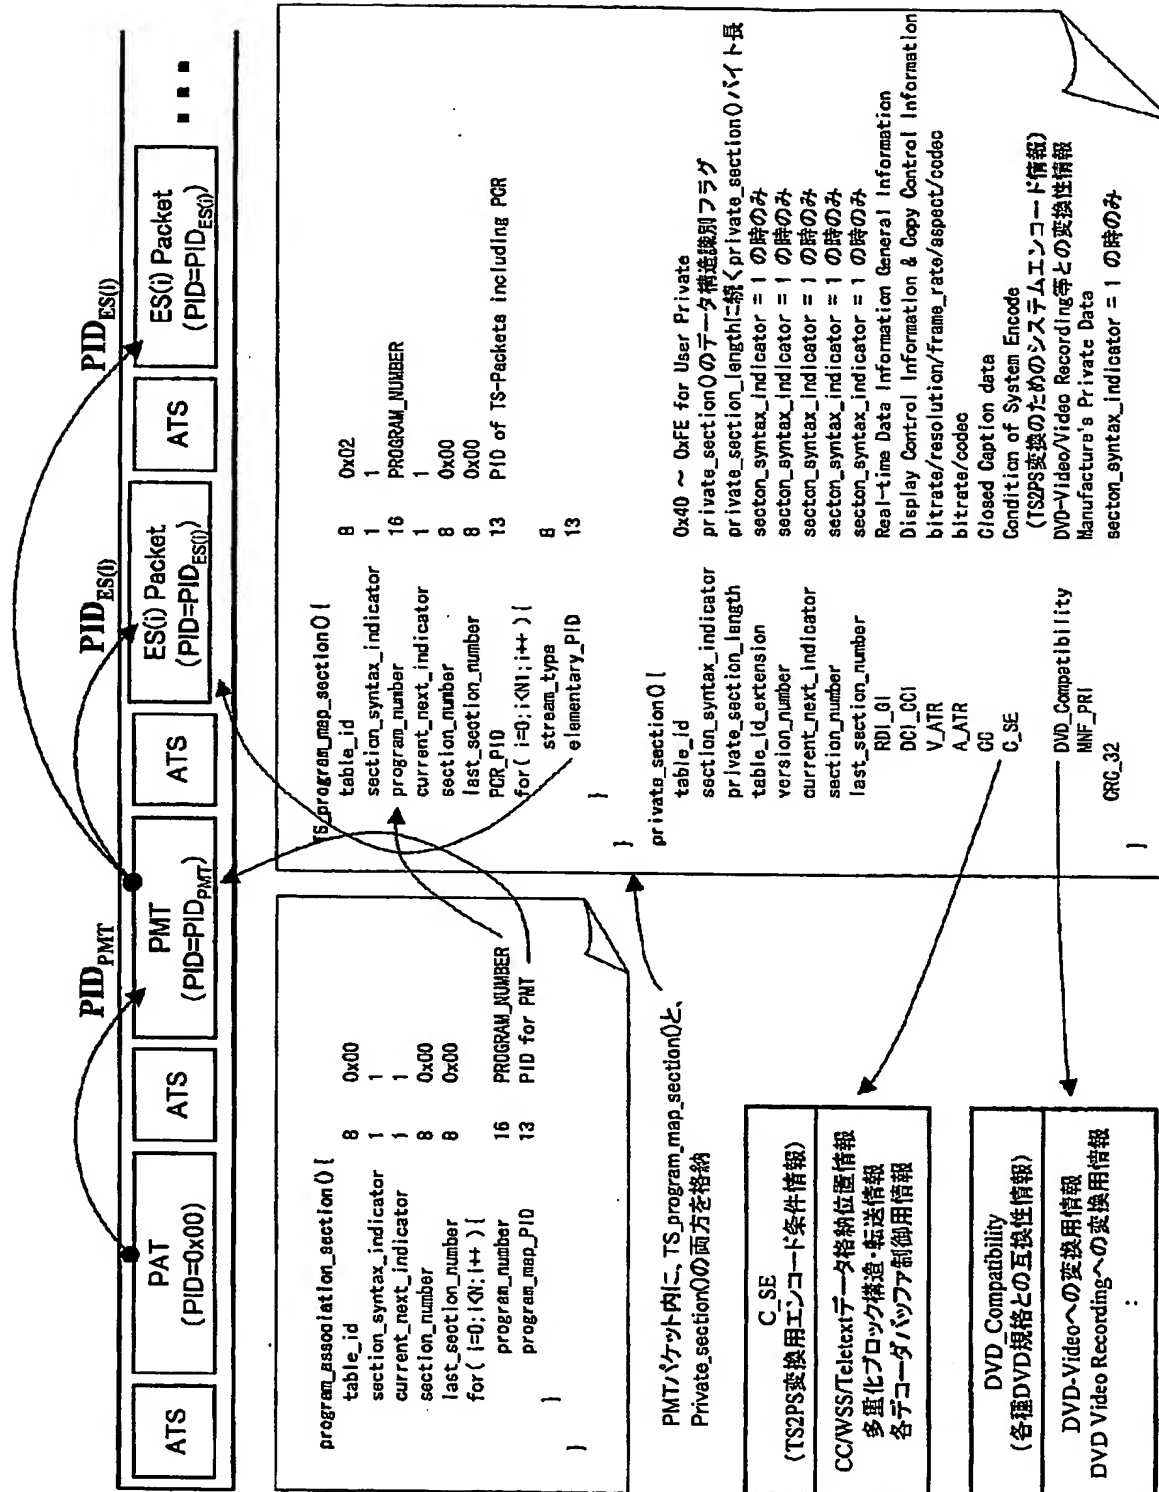 PID_PMT
PID_ES(i)
PID_ES(i)
ATS
PAT
(PID=0x00)
ATS
PMT
(PID=PID_PMT)
ATS
ES(i) Packet
(PID=PID_ES(i))
ATS
ES(i) Packet
(PID=PID_ES(i))
program_association_section() {
table_id 8 0x00
section_syntax_indicator 1 1
current_next_indicator 1 1
section_number 8 0x00
last_section_number 8 0x00
for( i=0; i<N; i++ ) {
program_number 16 PROGRAM_NUMBER
program_map_PID 13 PID for PMT
}
TS_program_map_section() {
table_id 8 0x02
section_syntax_indicator 1 1
program_number 16 PROGRAM_NUMBER
current_next_indicator 1 1
section_number 8 0x00
last_section_number 8 0x00
PCR_PID 13 PID of TS-Packets including PCR
for( i=0; i<N1; i++ ) {
stream_type 8
elementary_PID 13
}
private_section() {
table_id 0x40 ~ 0xFE for User Private
section_syntax_indicator private_section()のデータ構造識別フラグ
private_section_length private_section_lengthに続くprivate_section()バイト長
table_id_extension secton_syntax_indicator = 1 の時のみ
version_number secton_syntax_indicator = 1 の時のみ
current_next_indicator secton_syntax_indicator = 1 の時のみ
section_number secton_syntax_indicator = 1 の時のみ
last_section_number secton_syntax_indicator = 1 の時のみ
RDI_GI Real-time Data Information General Information
DCI_CCI Display Control Information & Copy Control Information
V_ATR bitrate/resolution/frame_rate/aspect/codec
A_ATR bitrate/codec
CC Closed Caption data
C_SE Condition of System Encode
(TS2PS変換のためのシステムエンコード情報)
DVD_Compatibility DVD-Video/Video Recording等との変換性情報
MNF_PRI Manufacture's Private Data
CRC_32 secton_syntax_indicator = 1 の時のみ
}
PMTパケット内に、TS_program_map_section()と、
Private_section()の両方を格納
C_SE
(TS2PS変換用エンコード条件情報)
CC/WSS/Teletextデータ格納位置情報
多重化ブロック構造・転送情報
各デコーダバッファ制御用情報
DVD_Compatibility
(各種DVD規格との互換性情報)
DVD-Videoへの変換用情報
DVD Video Recordingへの変換用情報
: